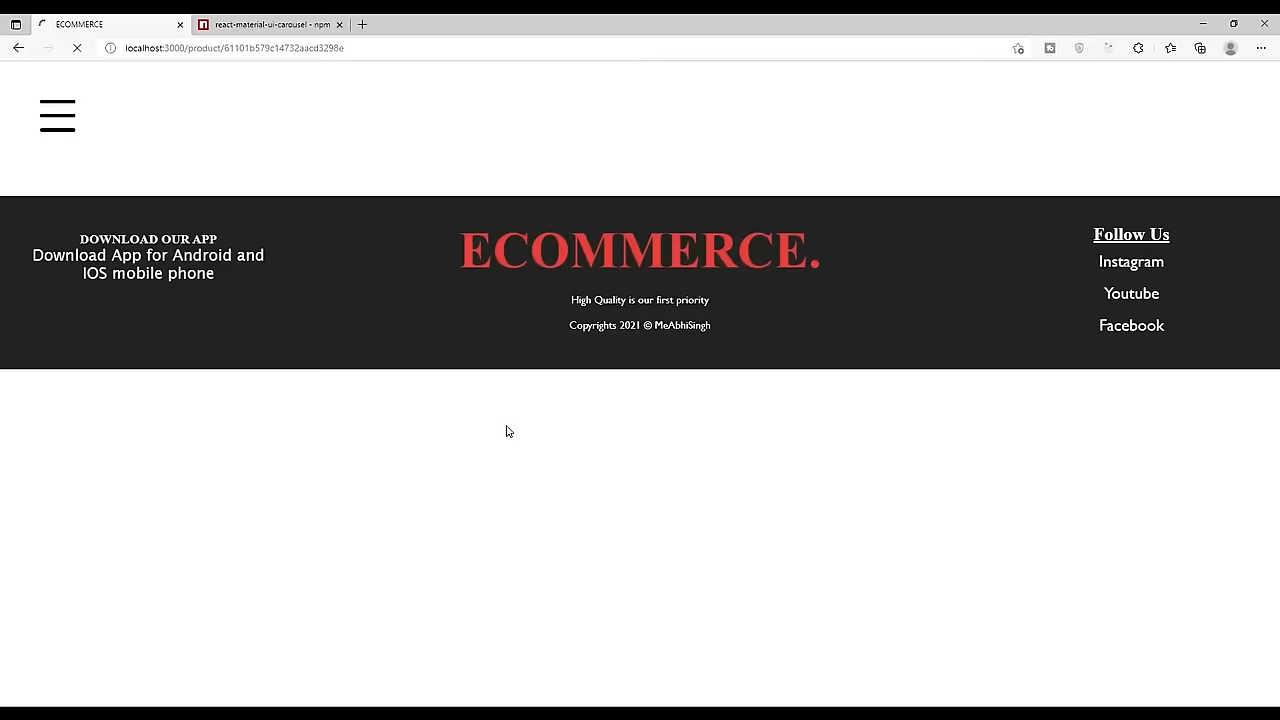 ECOMMERCE
react-material-ui-carousel - npm
localhost:3000/product/61101b579c14732aacd3298e
DOWNLOAD OUR APP
Download App for Android and
IOS mobile phone
ECOMMERCE.
High Quality is our first priority
Copyrights 2021 © MeAbhiSingh
Follow Us
Instagram
Youtube
Facebook